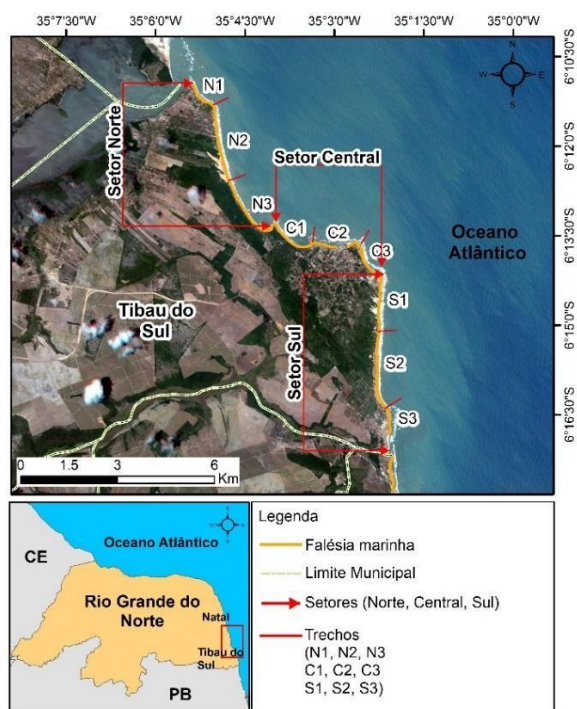 35°7'30"W 35°6'0"W 35°4'30"W 35°3'0"W 35°1'30"W 35°0'0"W
6°10'30"S
N
W E
S
N1
Setor Norte
N2
6°12'0"S
Setor Central
N3
C1
C2
C3
6°13'30"S
Oceano
Atlântico
Tibau do
Sul
S1
6°15'0"S
Setor Sul
S2
S3
6°16'30"S
0 1.5 3 6
Km
Oceano Atlântico
CE
Rio Grande do
Norte
Natal
Tibau do
Sul
PB
Legenda
Falésia marinha
Limite Municipal
Setores (Norte, Central, Sul)
Trechos
(N1, N2, N3
C1, C2, C3
S1, S2, S3)